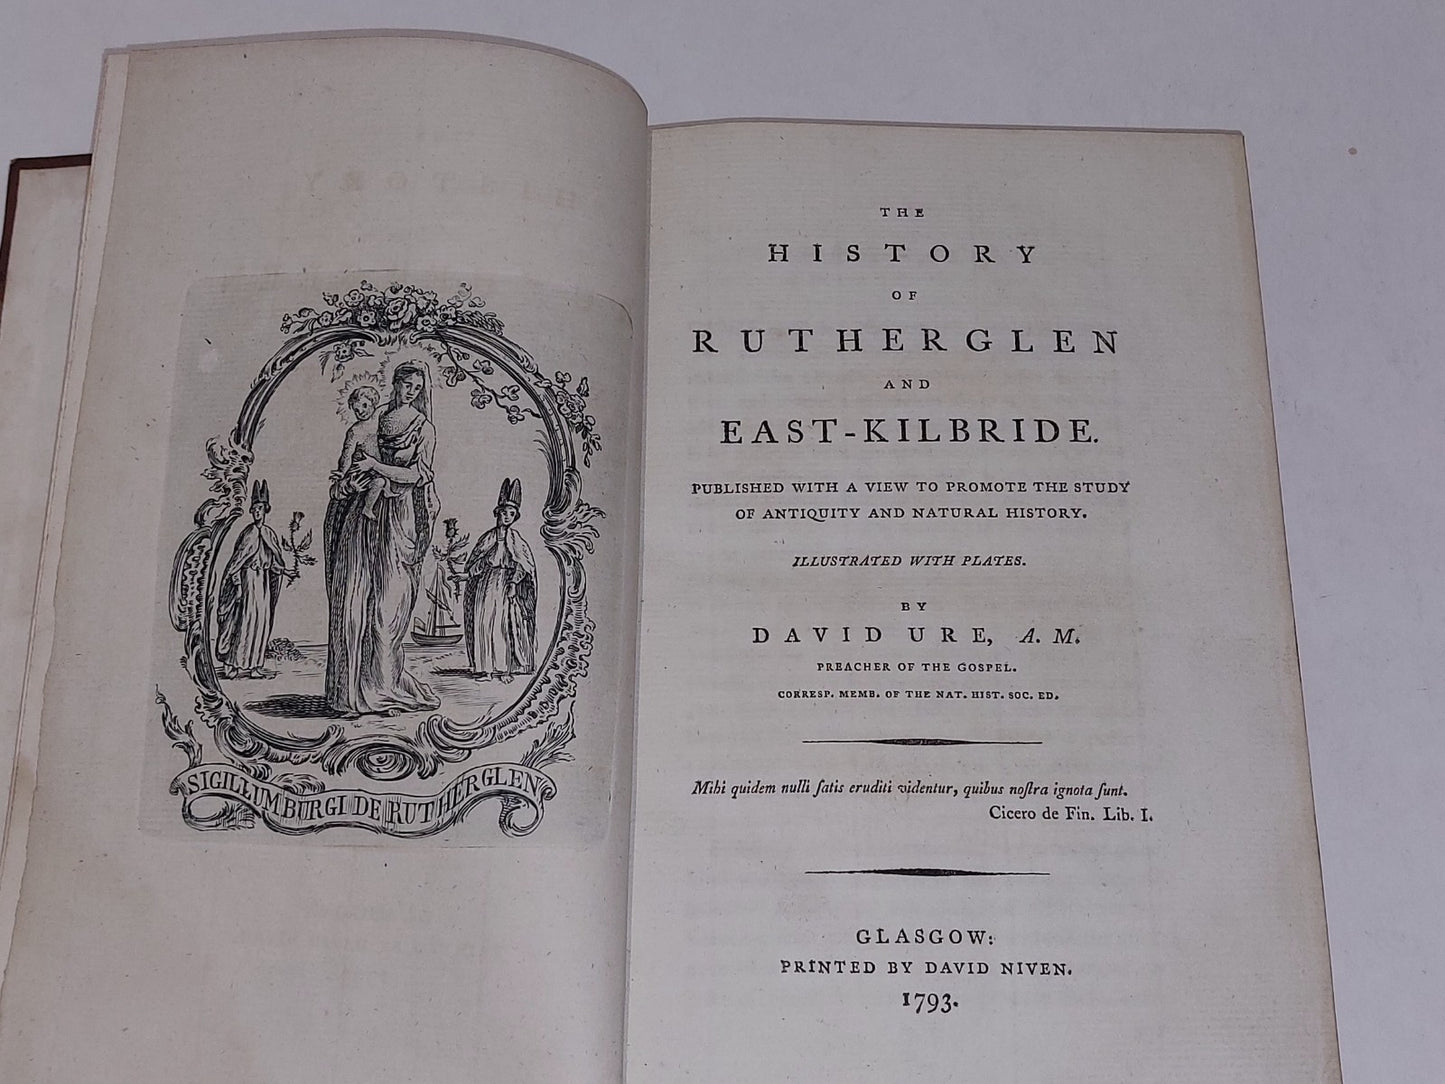 SIGILLUM BURGI DE RUTHERGLEN
THE
HISTORY
OF
RUTHERGLEN
AND
EAST-KILBRIDE.
PUBLISHED WITH A VIEW TO PROMOTE THE STUDY
OF ANTIQUITY AND NATURAL HISTORY.
ILLUSTRATED WITH PLATES.
BY
DAVID URE, A. M.
PREACHER OF THE GOSPEL.
CORRESP. MEMB. OF THE NAT. HIST. SOC. ED.
Mihi quidem nulli ſatis eruditi videntur, quibus noſtra ignota ſunt.
Cicero de Fin. Lib. I.
GLASGOW:
PRINTED BY DAVID NIVEN.
1793.